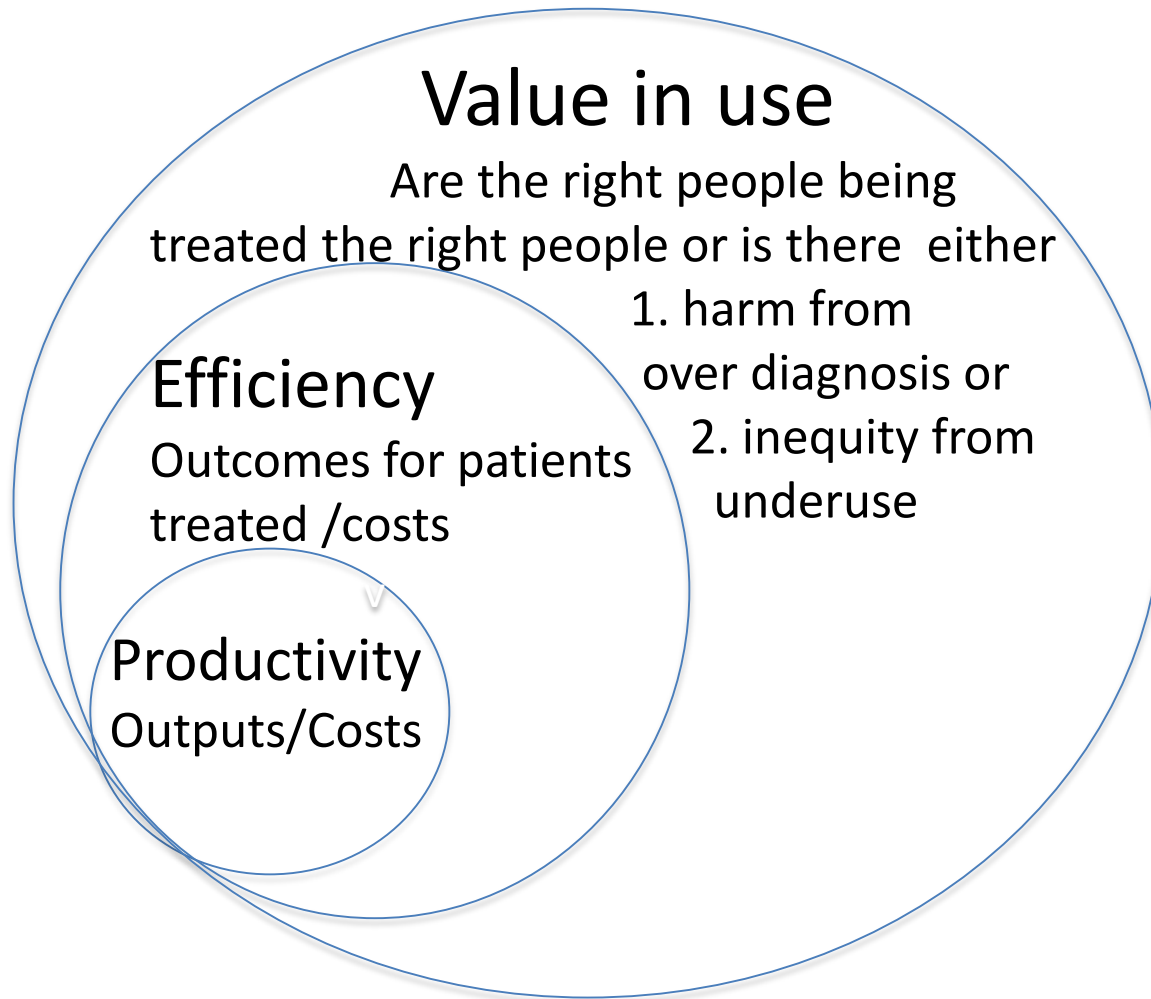 Value in use
Are the right people being
treated the right people or is there  either
1. harm from
over diagnosis or
2. inequity from
underuse
Efficiency
Outcomes for patients
treated /costs
v
Productivity
Outputs/Costs